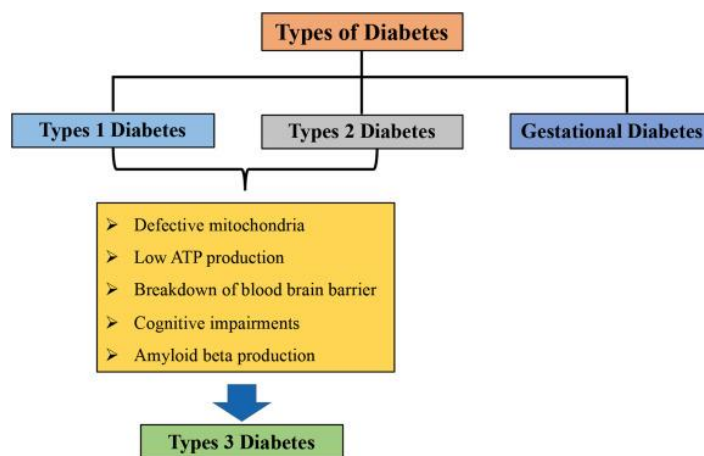 Types of Diabetes
Types 1 Diabetes
Types 2 Diabetes
Gestational Diabetes
➢ Defective mitochondria
➢ Low ATP production
➢ Breakdown of blood brain barrier
➢ Cognitive impairments
➢ Amyloid beta production
Types 3 Diabetes